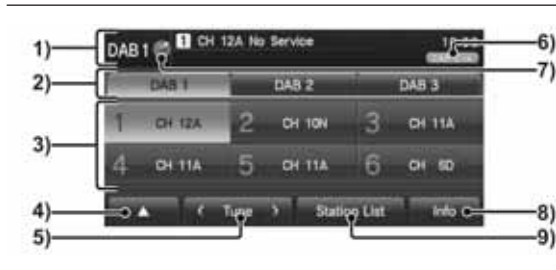 1) DAB 1 1 CH 12A No Service 6)
7)
2) DAB 1 DAB 2 DAB 3
3)
1 CH 12A 2 CH 10N 3 CH 11A
4 CH 11A 5 CH 11A 6 CH 6D
4) ▲ < Tune > Station List Info 8)
5) 9)